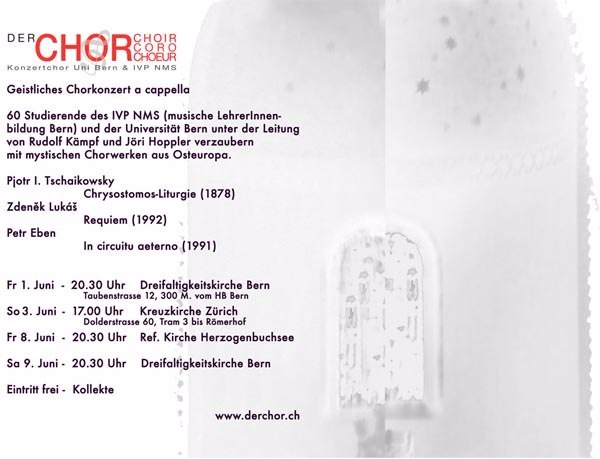 DER CHOR CHOIR
CORO
CHOEUR
Konzertchor Uni Bern & IVP NMS
Geistliches Chorkonzert a cappella
60 Studierende des IVP NMS (musische LehrerInnen-
bildung Bern) und der Universität Bern unter der Leitung
von Rudolf Kämpf und Jöri Hoppler verzaubern
mit mystischen Chorwerken aus Osteuropa.
Pjotr I. Tschaikowsky
Chrysostomos-Liturgie (1878)
Zdeněk Lukáš
Requiem (1992)
Petr Eben
In circuitu aeterno (1991)
Fr 1. Juni - 20.30 Uhr Dreifaltigkeitskirche Bern
Taubenstrasse 12, 300 M. vom HB Bern
So 3. Juni - 17.00 Uhr Kreuzkirche Zürich
Dolderstrasse 60, Tram 3 bis Römerhof
Fr 8. Juni - 20.30 Uhr Ref. Kirche Herzogenbuchsee
Sa 9. Juni - 20.30 Uhr Dreifaltigkeitskirche Bern
Eintritt frei - Kollekte
www.derchor.ch